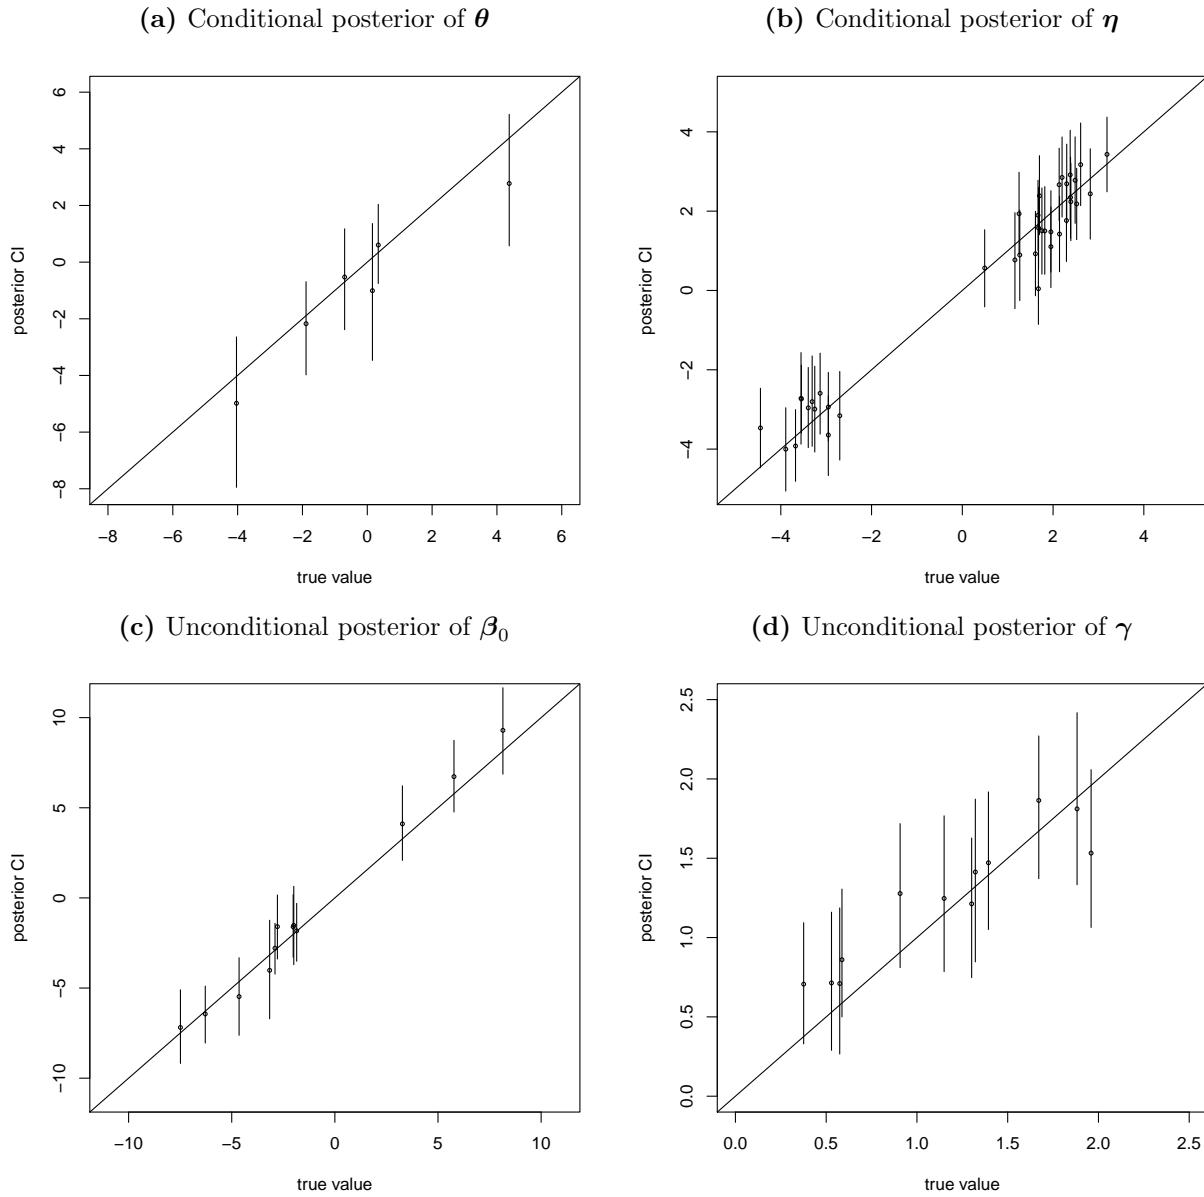 (a) Conditional posterior of θ
6
4
2
0
−2
−4
−6
−8
posterior CI
−8 −6 −4 −2 0 2 4 6
true value
(b) Conditional posterior of η
4
2
0
−2
−4
posterior CI
−4 −2 0 2 4
true value
(c) Unconditional posterior of β₀
10
5
0
−5
−10
posterior CI
−10 −5 0 5 10
true value
(d) Unconditional posterior of γ
2.5
2.0
1.5
1.0
0.5
0.0
posterior CI
0.0 0.5 1.0 1.5 2.0 2.5
true value